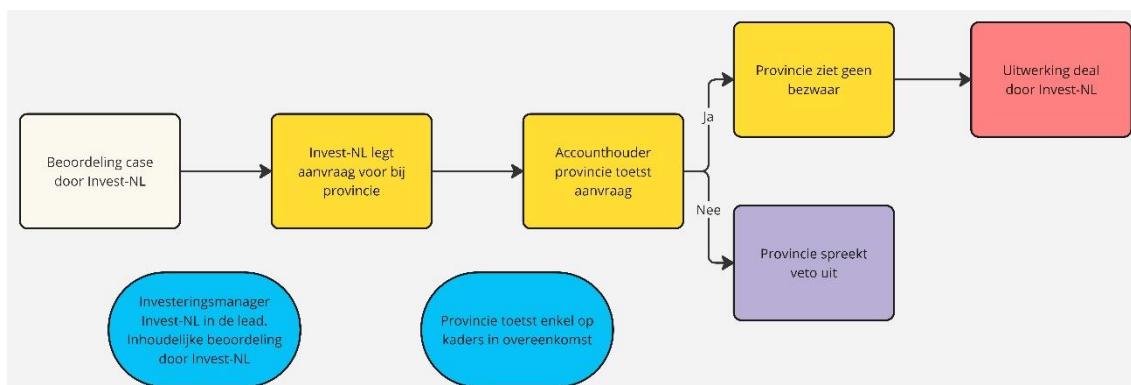 Beoordeling case
door Invest-NL
Invest-NL legt
aanvraag voor bij
provincie
Accounthouder
provincie toetst
aanvraag
Ja
Nee
Provincie ziet geen
bezwaar
Uitwerking deal
door Invest-NL
Provincie spreekt
veto uit
Investeringsmanager
Invest-NL in de lead.
Inhoudelijke beoordeling
door Invest-NL
Provincie toetst enkel op
kaders in overeenkomst